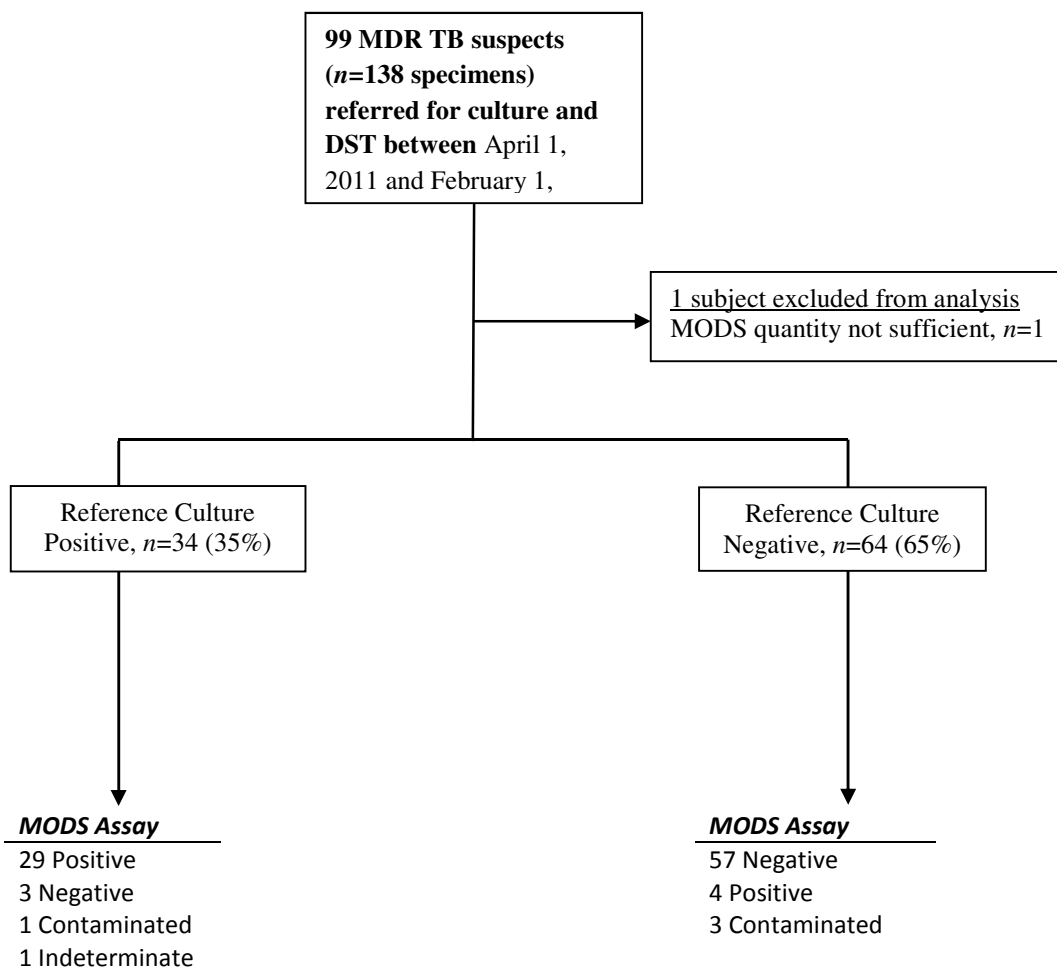 99 MDR TB suspects
(n=138 specimens)
referred for culture and
DST between April 1,
2011 and February 1,
1 subject excluded from analysis
MODS quantity not sufficient, n=1
Reference Culture
Positive, n=34 (35%)
Reference Culture
Negative, n=64 (65%)
MODS Assay
29 Positive
3 Negative
1 Contaminated
1 Indeterminate
MODS Assay
57 Negative
4 Positive
3 Contaminated